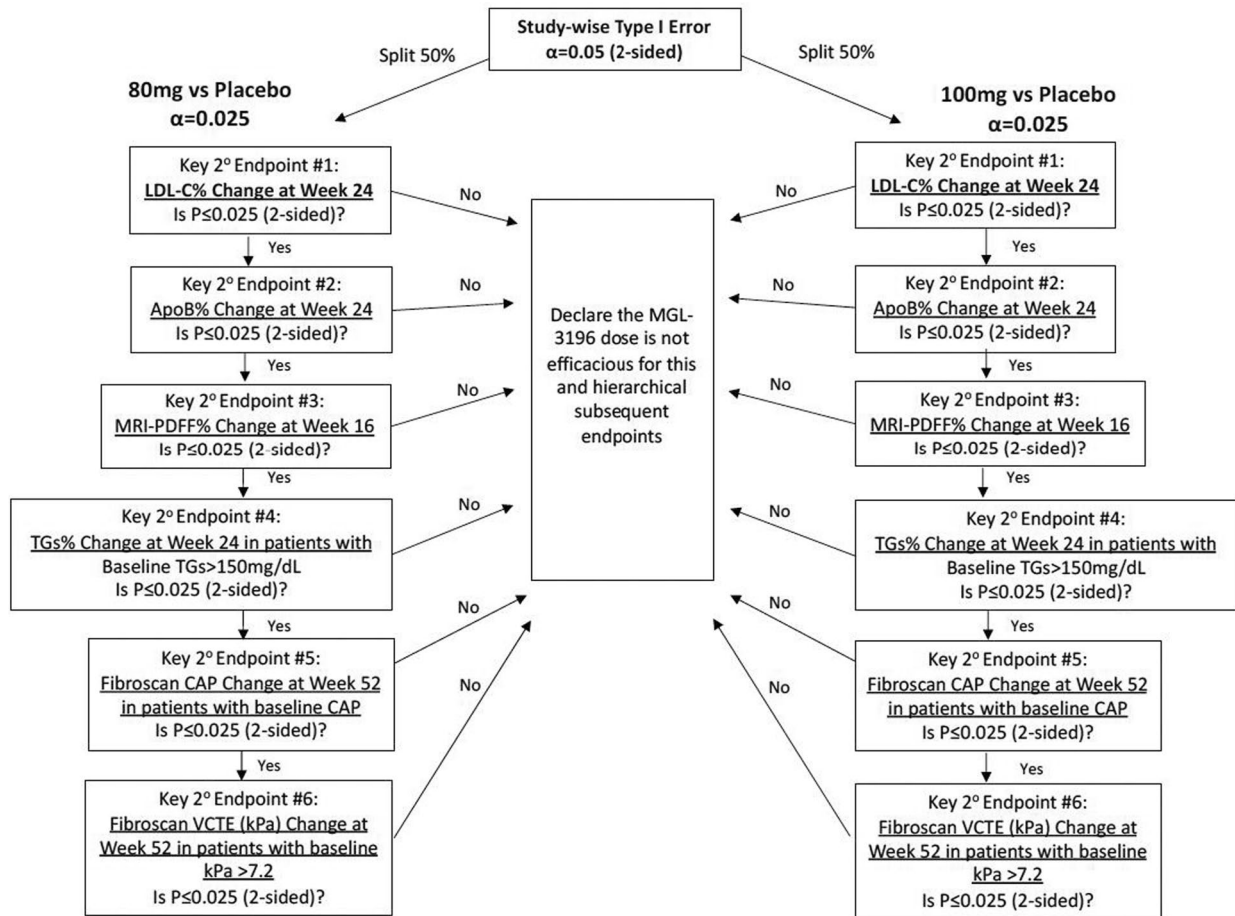 Study-wise Type I Error
α=0.05 (2-sided)
Split 50%
Split 50%
80mg vs Placebo
α=0.025
Key 2º Endpoint #1:
LDL-C% Change at Week 24
Is P≤0.025 (2-sided)?
No
Yes
Key 2º Endpoint #2:
ApoB% Change at Week 24
Is P≤0.025 (2-sided)?
No
Yes
Key 2º Endpoint #3:
MRI-PDFF% Change at Week 16
Is P≤0.025 (2-sided)?
No
Yes
Key 2º Endpoint #4:
TGs% Change at Week 24 in patients with
Baseline TGs>150mg/dL
Is P≤0.025 (2-sided)?
No
Yes
Key 2º Endpoint #5:
Fibroscan CAP Change at Week 52
in patients with baseline CAP
Is P≤0.025 (2-sided)?
No
Yes
Key 2º Endpoint #6:
Fibroscan VCTE (kPa) Change at
Week 52 in patients with baseline
kPa >7.2
Is P≤0.025 (2-sided)?
No
Declare the MGL-
3196 dose is not
efficacious for this
and hierarchical
subsequent
endpoints
100mg vs Placebo
α=0.025
Key 2º Endpoint #1:
LDL-C% Change at Week 24
Is P≤0.025 (2-sided)?
No
Yes
Key 2º Endpoint #2:
ApoB% Change at Week 24
Is P≤0.025 (2-sided)?
No
Yes
Key 2º Endpoint #3:
MRI-PDFF% Change at Week 16
Is P≤0.025 (2-sided)?
No
Yes
Key 2º Endpoint #4:
TGs% Change at Week 24 in patients with
Baseline TGs>150mg/dL
Is P≤0.025 (2-sided)?
No
Yes
Key 2º Endpoint #5:
Fibroscan CAP Change at Week 52
in patients with baseline CAP
Is P≤0.025 (2-sided)?
No
Yes
Key 2º Endpoint #6:
Fibroscan VCTE (kPa) Change at
Week 52 in patients with baseline
kPa >7.2
Is P≤0.025 (2-sided)?
No